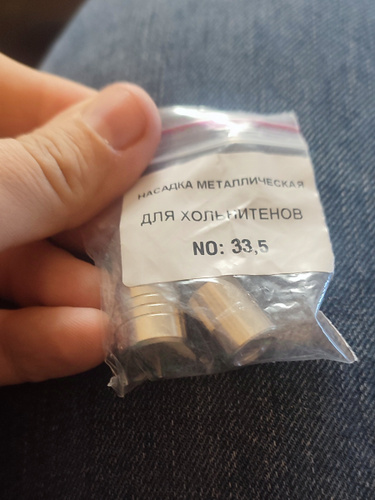 НАСАДКА МЕТАЛЛИЧЕСКАЯ
ДЛЯ ХОЛЬНИТЕНОВ
NO: 33,5